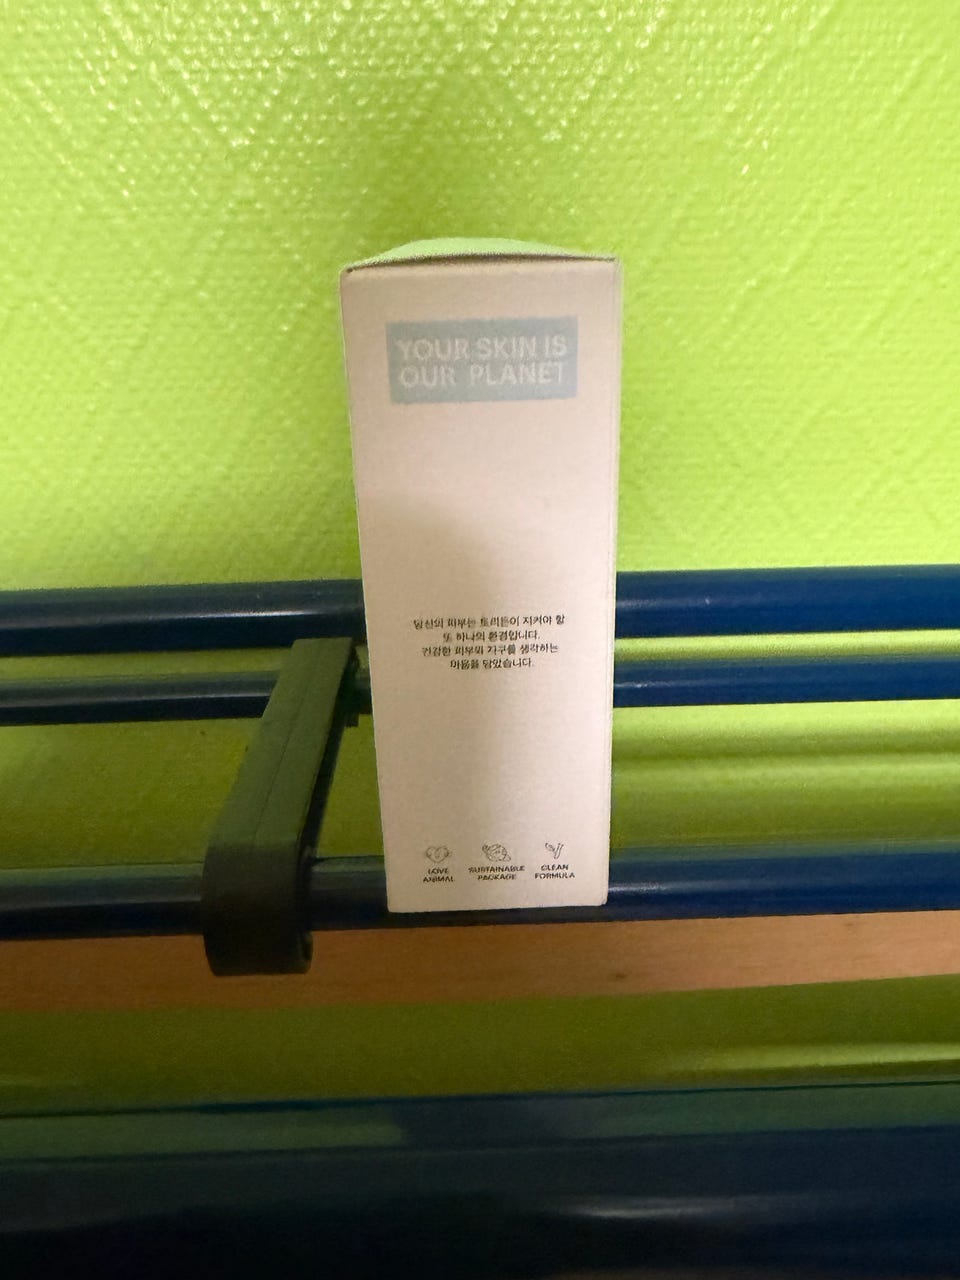 YOUR SKIN IS
OUR PLANET
당신의 피부는 토리든이 지켜야 할
또 하나의 환경입니다.
건강한 피부와 지구를 생각하는
마음을 담았습니다.
LOVE
ANIMAL
SUSTAINABLE
PACKAGE
CLEAN
FORMULA